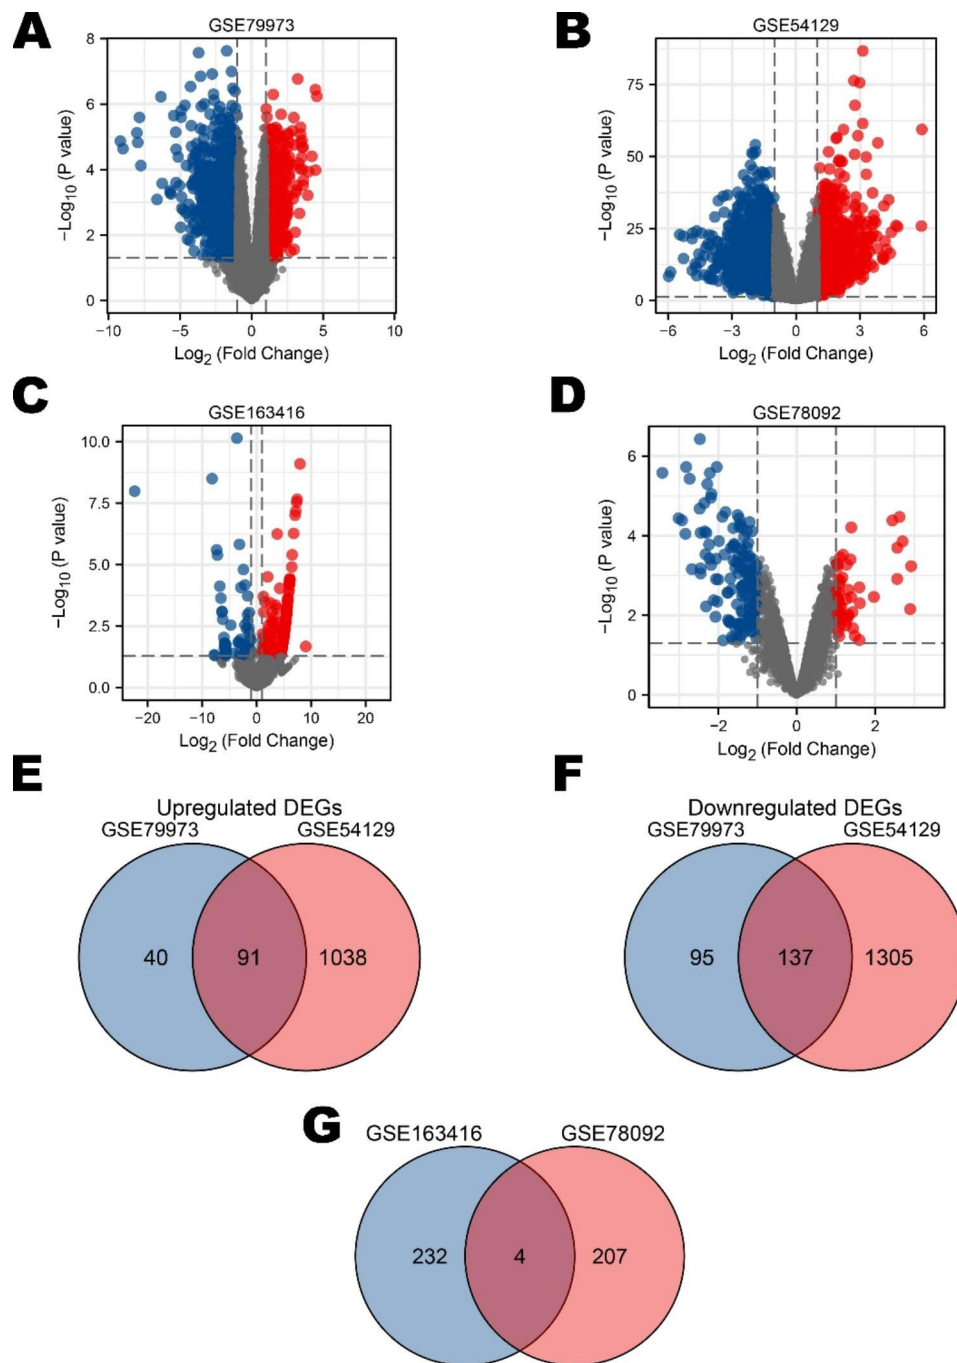 A
GSE79973
8
6
4
2
0
−Log10 (P value)
−10
−5
0
5
10
Log2 (Fold Change)
B
GSE54129
75
50
25
0
−Log10 (P value)
−6
−3
0
3
6
Log2 (Fold Change)
C
GSE163416
10.0
7.5
5.0
2.5
0.0
−Log10 (P value)
−20
−10
0
10
20
Log2 (Fold Change)
D
GSE78092
6
4
2
0
−Log10 (P value)
−2
0
2
Log2 (Fold Change)
E
Upregulated DEGs
GSE79973 GSE54129
40 91 1038
F
Downregulated DEGs
GSE79973 GSE54129
95 137 1305
G
GSE163416 GSE78092
232 4 207